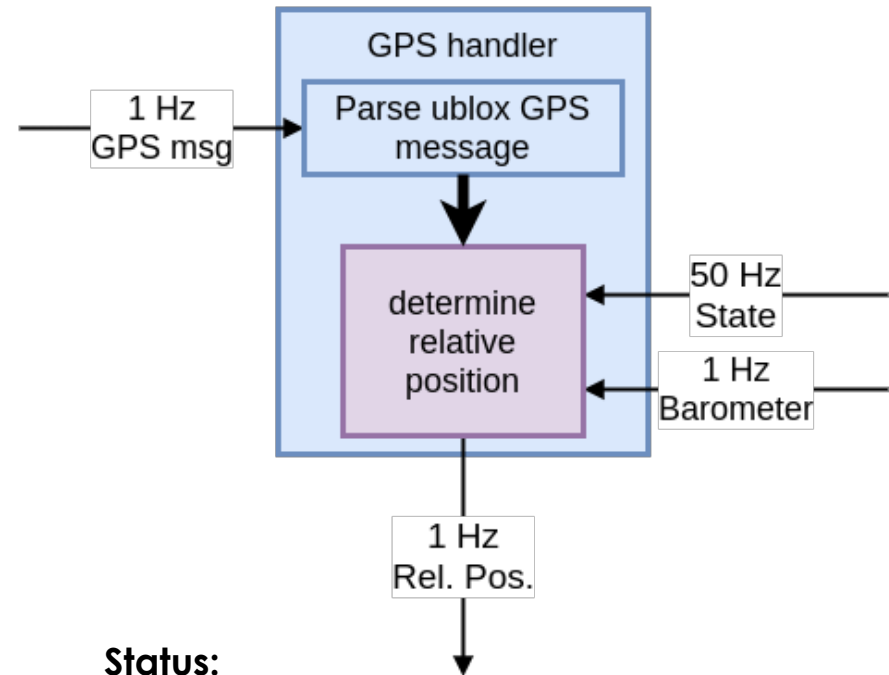 GPS handler
1 Hz
GPS msg
Parse ublox GPS
message
determine
relative
position
50 Hz
State
1 Hz
Barometer
1 Hz
Rel. Pos.
Status: